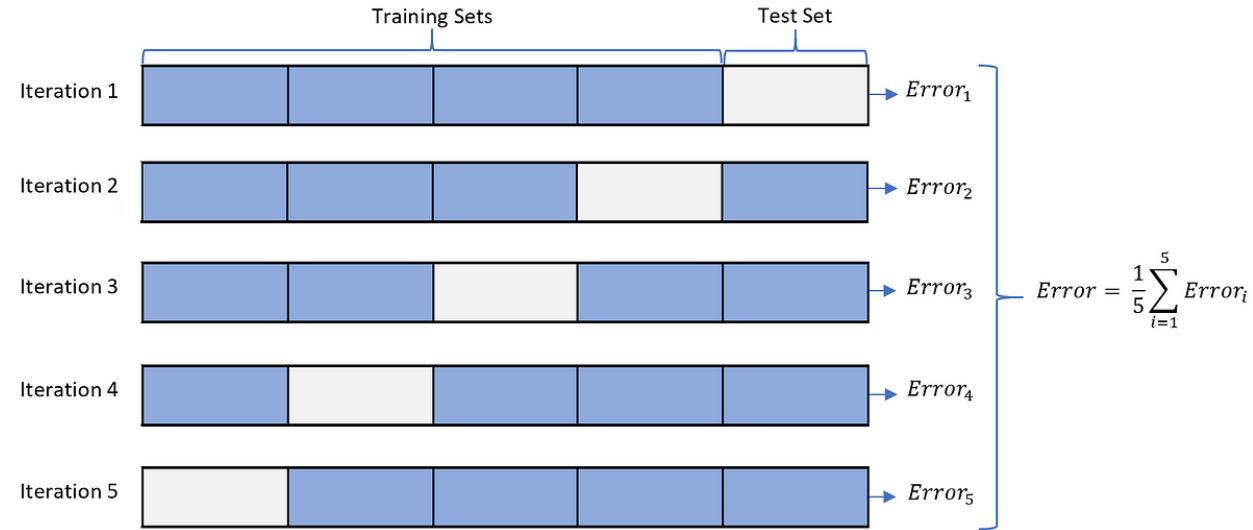 Training Sets Test Set
Iteration 1 Error₁
Iteration 2 Error₂
Iteration 3 Error₃
Error = 1/5 ∑_{i=1}^{5} Errorᵢ
Iteration 4 Error₄
Iteration 5 Error₅